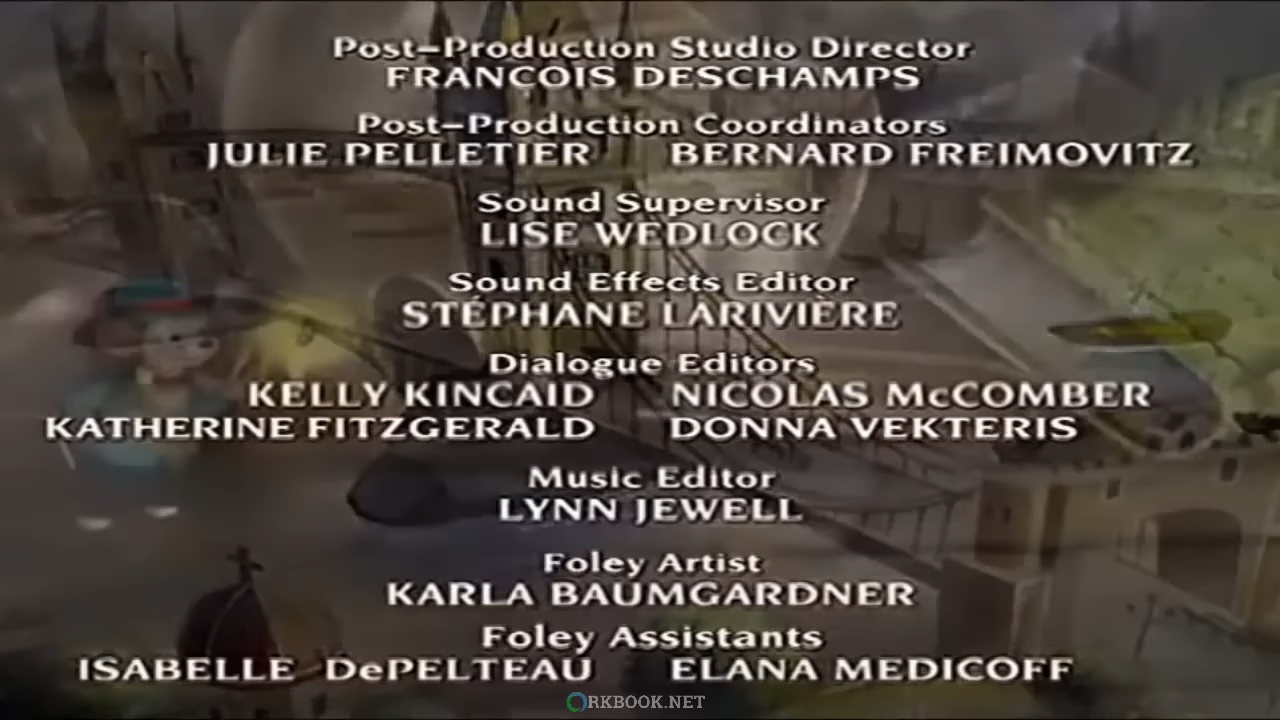 Post-Production Studio Director
FRANÇOIS DESCHAMPS
Post-Production Coordinators
JULIE PELLETIER BERNARD FREIMOVITZ
Sound Supervisor
LISE WEDLOCK
Sound Effects Editor
STÉPHANE LARIVIÈRE
Dialogue Editors
KELLY KINCAID NICOLAS McCOMBER
KATHERINE FITZGERALD DONNA VEKTERIS
Music Editor
LYNN JEWELL
Foley Artist
KARLA BAUMGARDNER
Foley Assistants
ISABELLE DePELTEAU ELANA MEDICOFF
ORKBOOK.NET